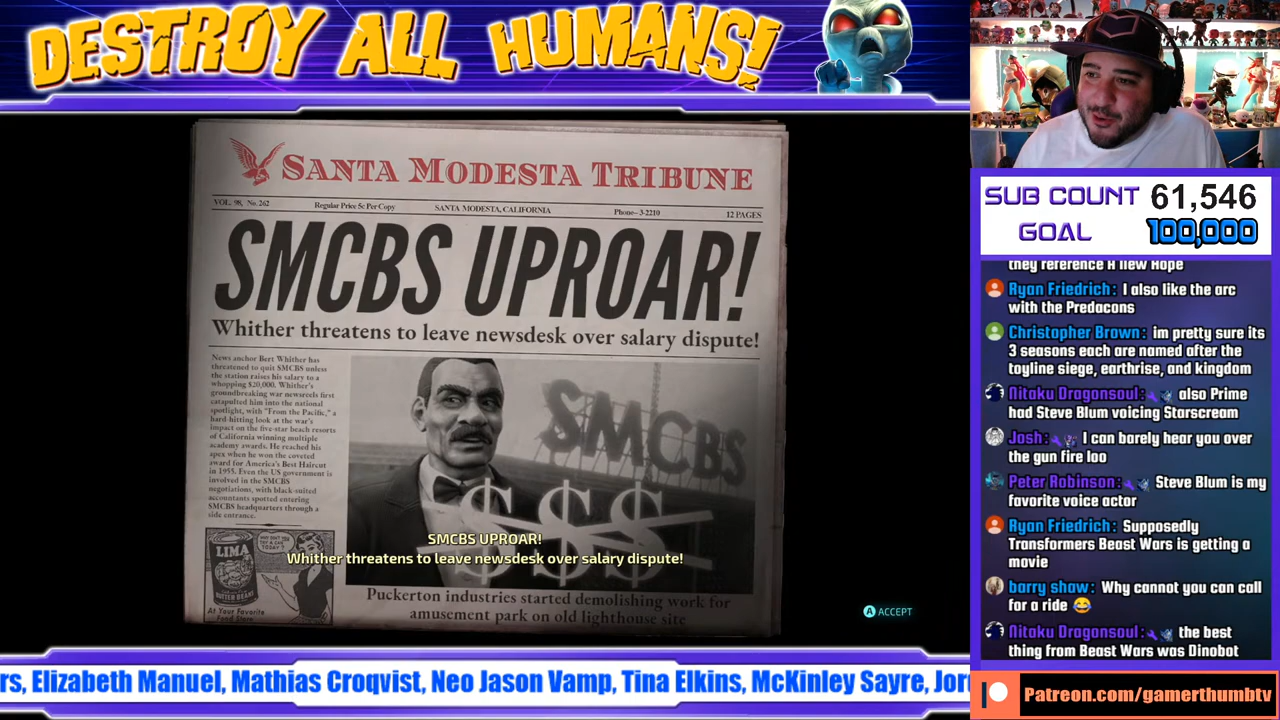 DESTROY ALL HUMANS!
SANTA MODESTA TRIBUNE
VOL. 98, No. 262 Regular Price 5c Per Copy SANTA MODESTA, CALIFORNIA Phone-3-2210 12 PAGES
SMCBS UPROAR!
Whither threatens to leave newsdesk over salary dispute!
News anchor Bert Whither has
threatened to quit SMCBS unless
the station raises his salary to a
whopping $20,000. Whither's
groundbreaking war newsreels first
catapulted him into the national
spotlight, with "From the Pacific," a
hard-hitting look at the war's
impact on the five-star beach resorts
of California winning multiple
academy awards. He reached his
apex when he won the coveted
award for America's Best Haircut
in 1955. Even the US government is
involved in the SMCBS
negotiations, with black-suited
accountants spotted entering
SMCBS headquarters through a
side entrance.
SMC
$$$
LIMA
BUTTER BEANS
At Your Favorite
Food Store
SMCBS UPROAR!
Whither threatens to leave newsdesk over salary dispute!
Puckerton industries started demolishing work for
amusement park on old lighthouse site
A ACCEPT
SUB COUNT 61,546
GOAL 100,000
they reference A New Hope
Ryan Friedrich: I also like the arc
with the Predacons
Christopher Brown: im pretty sure its
3 seasons each are named after the
toyline siege, earthrise, and kingdom
Nitaku Dragonsoul: also Prime
had Steve Blum voicing Starscream
Josh: I can barely hear you over
the gun fire loo
Peter Robinson: Steve Blum is my
favorite voice actor
Ryan Friedrich: Supposedly
Transformers Beast Wars is getting a
movie
barry shaw: Why cannot you can call
for a ride 😂
Nitaku Dragonsoul: the best
thing from Beast Wars was Dinobot
rs, Elizabeth Manuel, Mathias Croqvist, Neo Jason Vamp, Tina Elkins, McKinley Sayre, Jor
Patreon.com/gamerthumbtv